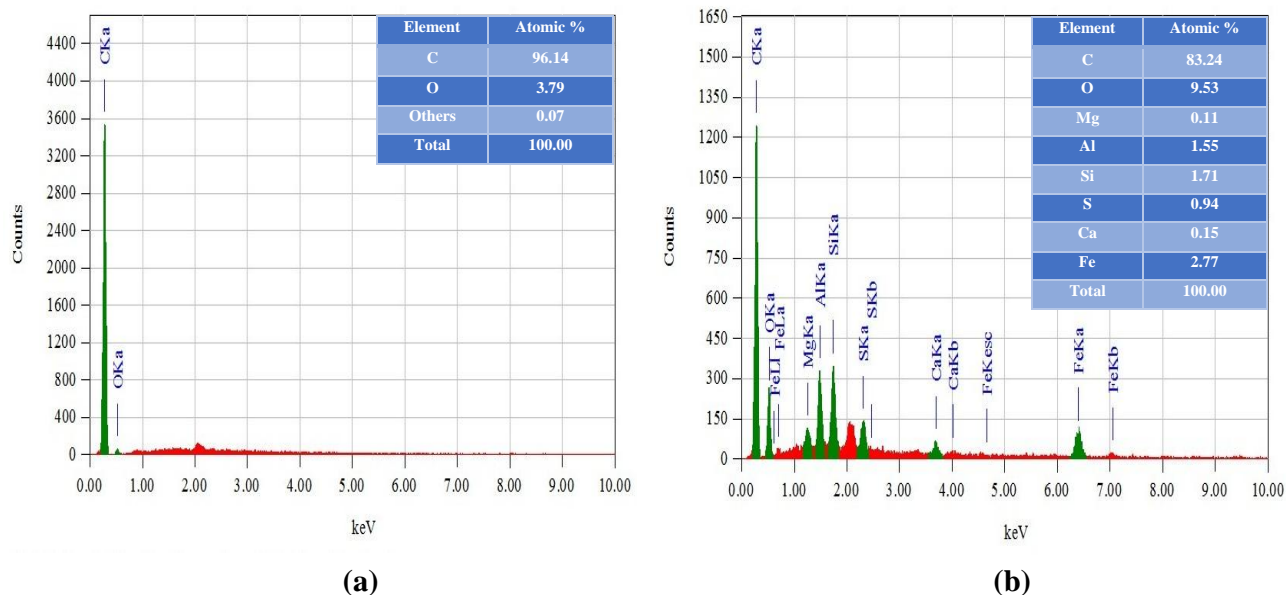 4400
4000
3600
3200
2800
2400
2000
1600
1200
800
400
0
Counts
CKa
OKa
0.00 1.00 2.00 3.00 4.00 5.00 6.00 7.00 8.00 9.00 10.00
keV
Element Atomic %
C 96.14
O 3.79
Others 0.07
Total 100.00
(a)
1650
1500
1350
1200
1050
900
750
600
450
300
150
0
Counts
CKa
OKa
FeLl
FeLa
MgKa
AlKa
SiKa
SKa
SKb
CaKa
CaKb
FeKesc
FeKa
FeKb
0.00 1.00 2.00 3.00 4.00 5.00 6.00 7.00 8.00 9.00 10.00
keV
Element Atomic %
C 83.24
O 9.53
Mg 0.11
Al 1.55
Si 1.71
S 0.94
Ca 0.15
Fe 2.77
Total 100.00
(b)